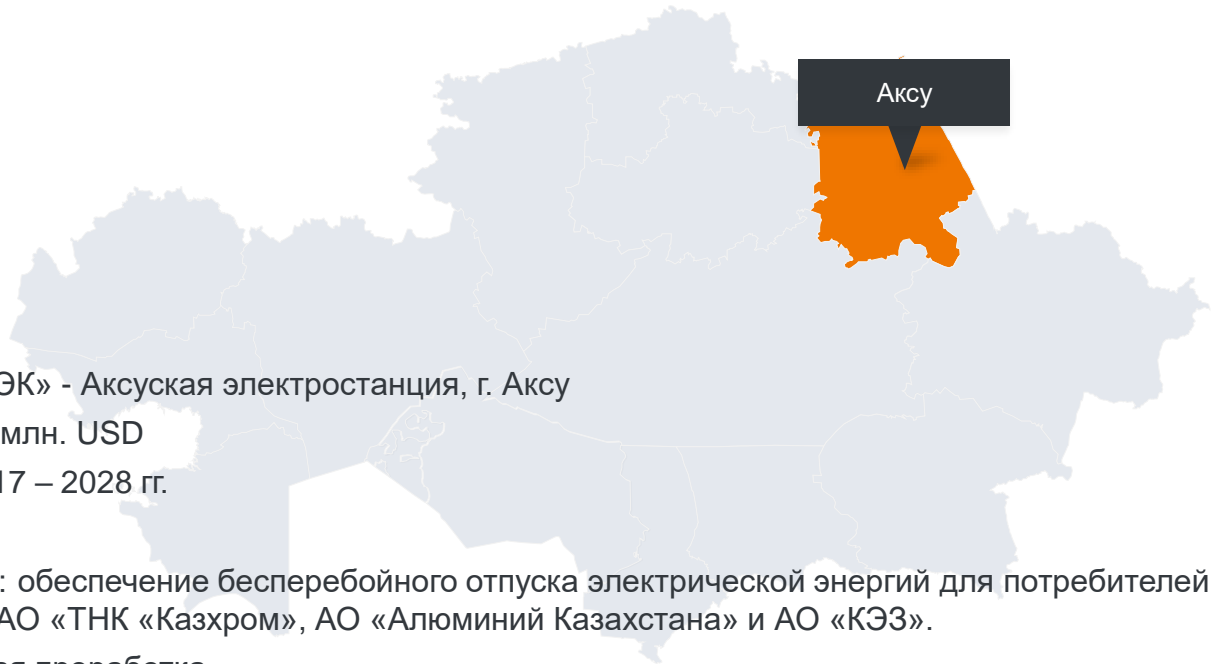 Аксу
ЭК» - Аксуская электростанция, г. Аксу
млн. USD
17 – 2028 гг.
: обеспечение бесперебойного отпуска электрической энергий для потребителей
АО «ТНК «Казхром», АО «Алюминий Казахстана» и АО «КЭЗ».